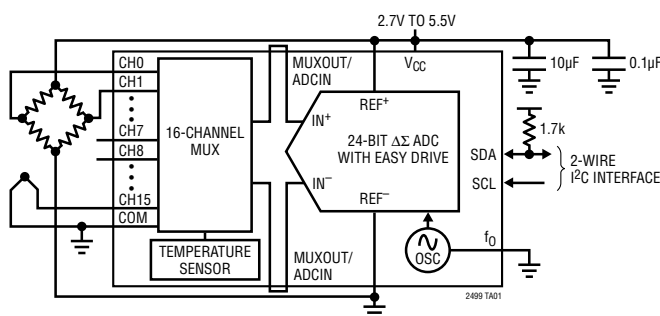 2.7V TO 5.5V
CH0
CH1
CH7
CH8
CH15
COM
16-CHANNEL
MUX
TEMPERATURE
SENSOR
MUXOUT/
ADCIN
MUXOUT/
ADCIN
VCC
REF+
IN+
24-BIT ΔΣ ADC
WITH EASY DRIVE
IN–
REF–
10µF
0.1µF
1.7k
SDA
SCL
2-WIRE
I2C INTERFACE
fO
OSC
2499 TA01